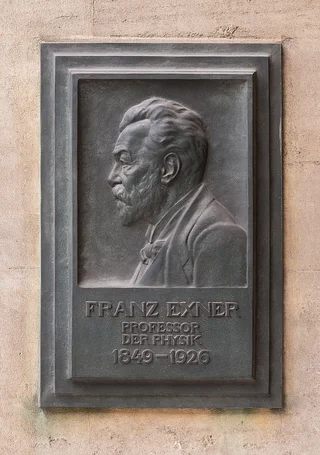 FRANZ EXNER
PROFESSOR
DER PHYSIK
1849–1926